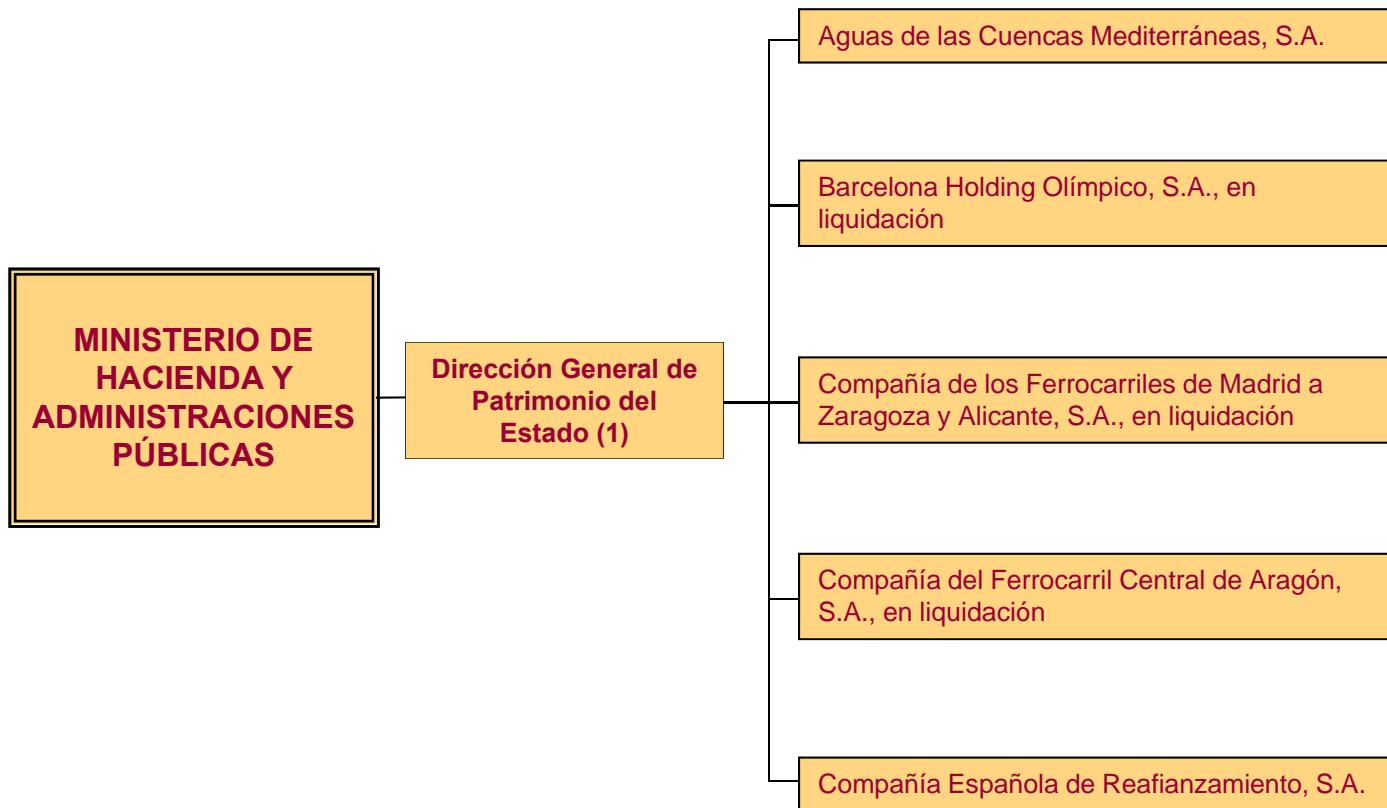 Aguas de las Cuencas Mediterráneas, S.A.
Barcelona Holding Olímpico, S.A., en
liquidación
MINISTERIO DE
HACIENDA Y
ADMINISTRACIONES
PÚBLICAS
Dirección General de
Patrimonio del
Estado (1)
Compañía de los Ferrocarriles de Madrid a
Zaragoza y Alicante, S.A., en liquidación
Compañía del Ferrocarril Central de Aragón,
S.A., en liquidación
Compañía Española de Reafianzamiento, S.A.